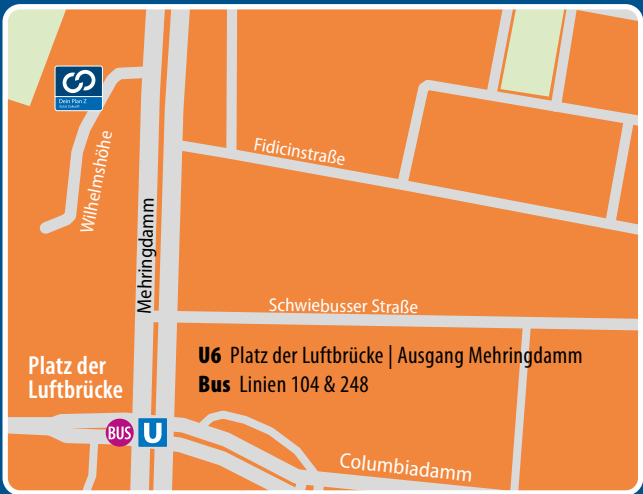 Dein Plan Z
Wilhelmshöhe
Mehringdamm
Fidicinstraße
Schwiebusser Straße
U6 Platz der Luftbrücke | Ausgang Mehringdamm
Bus Linien 104 & 248
Platz der
Luftbrücke
BUS
U
Columbiadamm